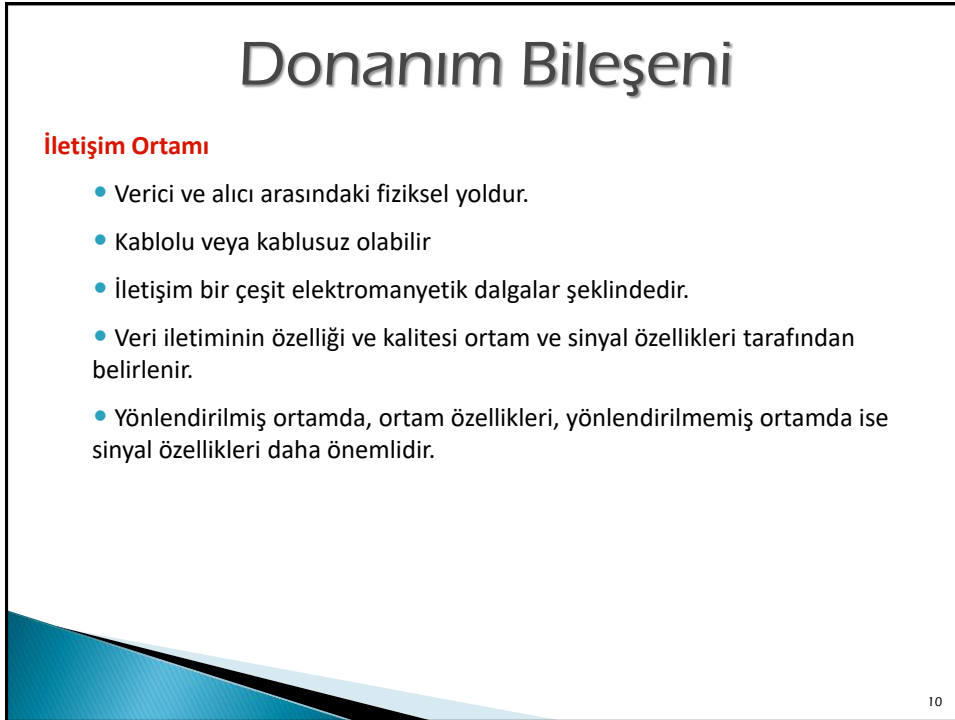 Donanım Bileşeni
İletişim Ortamı
• Verici ve alıcı arasındaki fiziksel yoldur.
• Kablolu veya kablusuz olabilir
• İletişim bir çeşit elektromanyetik dalgalar şeklindedir.
• Veri iletiminin özelliği ve kalitesi ortam ve sinyal özellikleri tarafından
belirlenir.
• Yönlendirilmiş ortamda, ortam özellikleri, yönlendirilmemiş ortamda ise
sinyal özellikleri daha önemlidir.
10